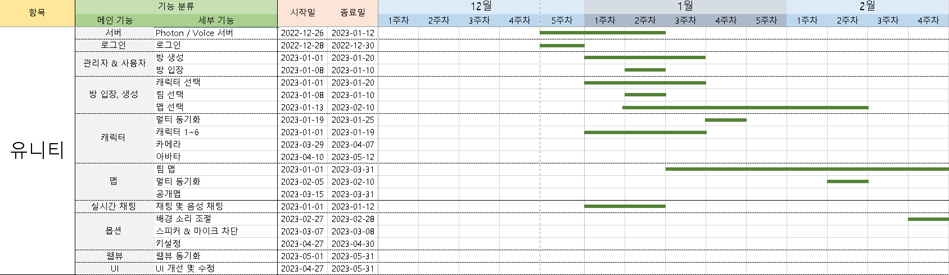 항목 기능 분류 시작일 종료일 12월 1월 2월
메인 기능 세부 기능 1주차 2주차 3주차 4주차 5주차 1주차 2주차 3주차 4주차 5주차 1주차 2주차 3주차 4주차
유니티
서버 Photon / Voice 서버 2022-12-26 2023-01-12
로그인 로그인 2022-12-28 2022-12-30
관리자 & 사용자 방 생성 2023-01-01 2023-01-20
방 입장 2023-01-08 2023-01-10
방 입장, 생성 캐릭터 선택 2023-01-01 2023-01-20
팀 선택 2023-01-08 2023-01-10
맵 선택 2023-01-13 2023-02-10
캐릭터 멀티 동기화 2023-01-19 2023-01-25
캐릭터 1~6 2023-01-01 2023-01-19
카메라 2023-03-29 2023-04-07
아바타 2023-04-10 2023-05-12
맵 팀 맵 2023-01-01 2023-03-31
멀티 동기화 2023-02-05 2023-02-10
공개맵 2023-03-15 2023-03-31
실시간 채팅 채팅 및 음성 채팅 2023-01-01 2023-01-12
옵션 배경 소리 조절 2023-02-27 2023-02-28
스피커 & 마이크 차단 2023-03-07 2023-03-08
키설정 2023-04-27 2023-04-30
웹뷰 웹뷰 동기화 2023-05-01 2023-05-31
UI UI 개선 및 수정 2023-04-27 2023-05-31